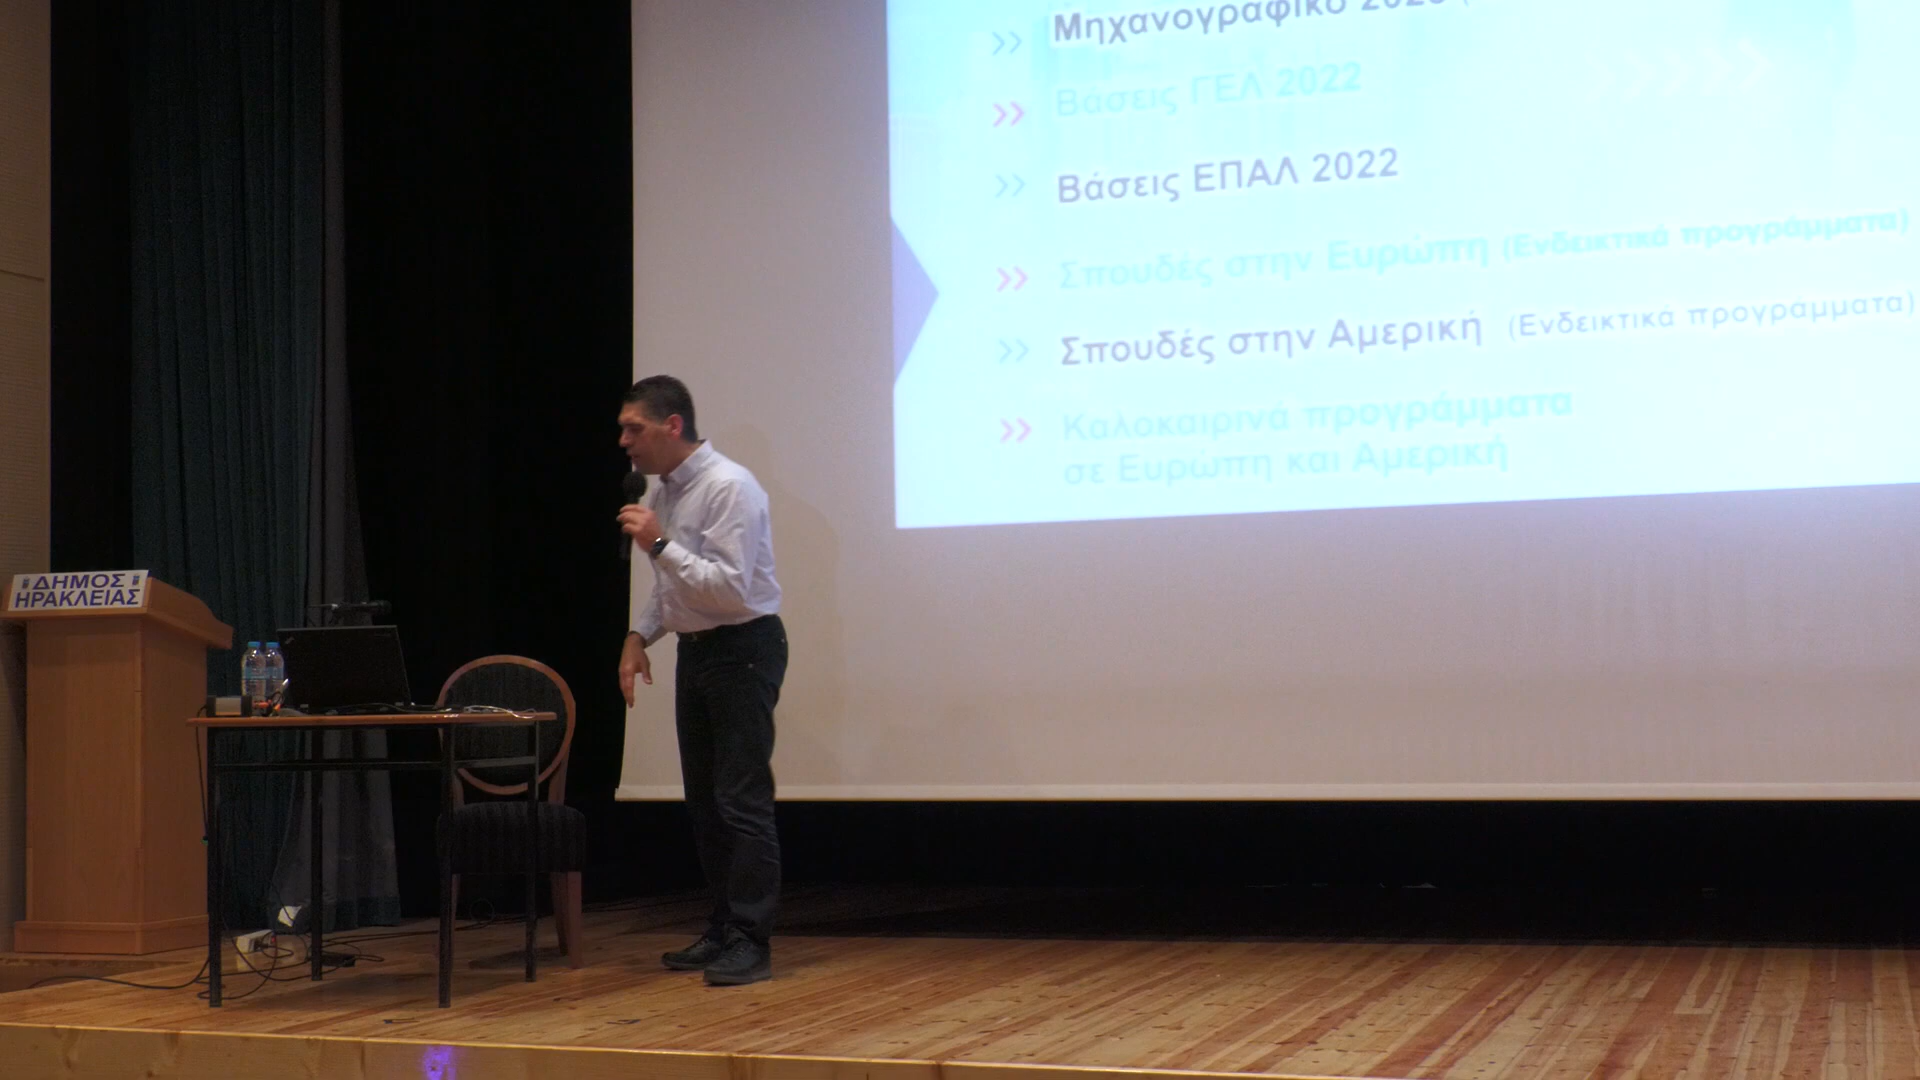 Μηχανογραφικό
Βάσεις ΓΕΛ 2022
Βάσεις ΕΠΑΛ 2022
Σπουδές στην Ευρώπη (Ενδεικτικά προγράμματα)
Σπουδές στην Αμερική (Ενδεικτικά προγράμματα)
Καλοκαιρινά προγράμματα
σε Ευρώπη και Αμερική
ΔΗΜΟΣ
ΗΡΑΚΛΕΙΑΣ